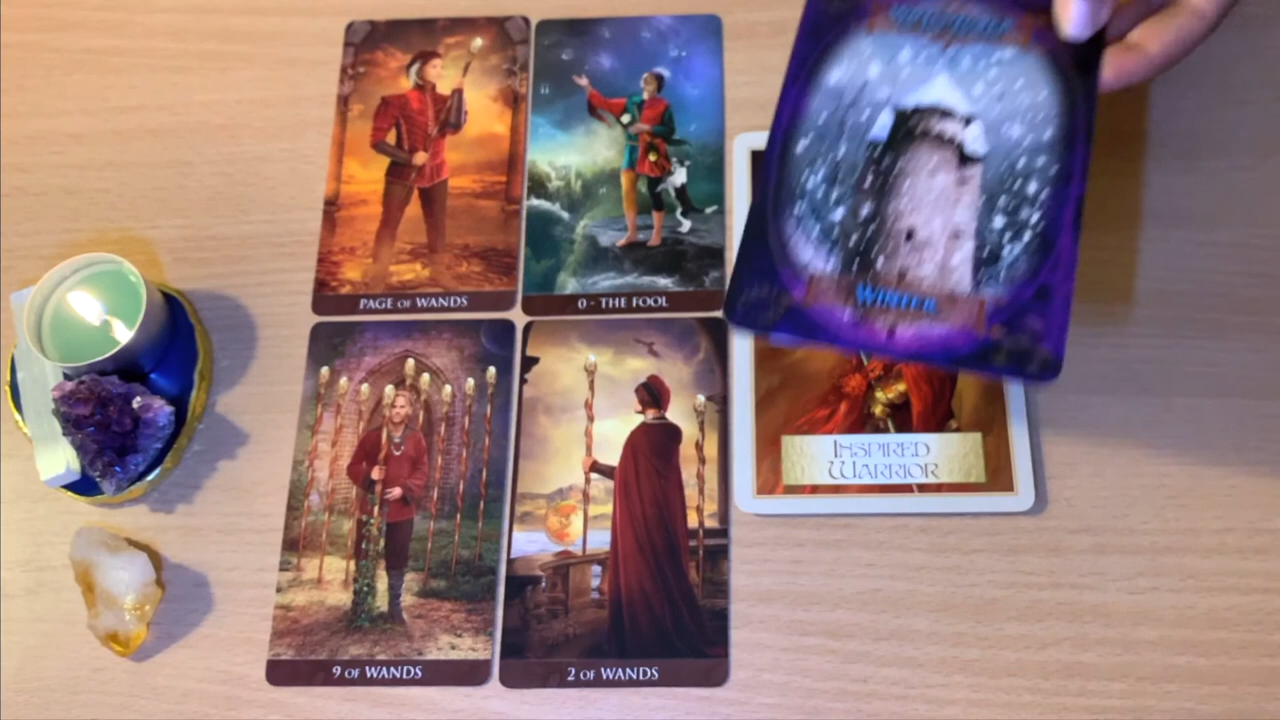 PAGE OF WANDS
0 - THE FOOL
WINTER
INSPIRED
WARRIOR
9 OF WANDS
2 OF WANDS